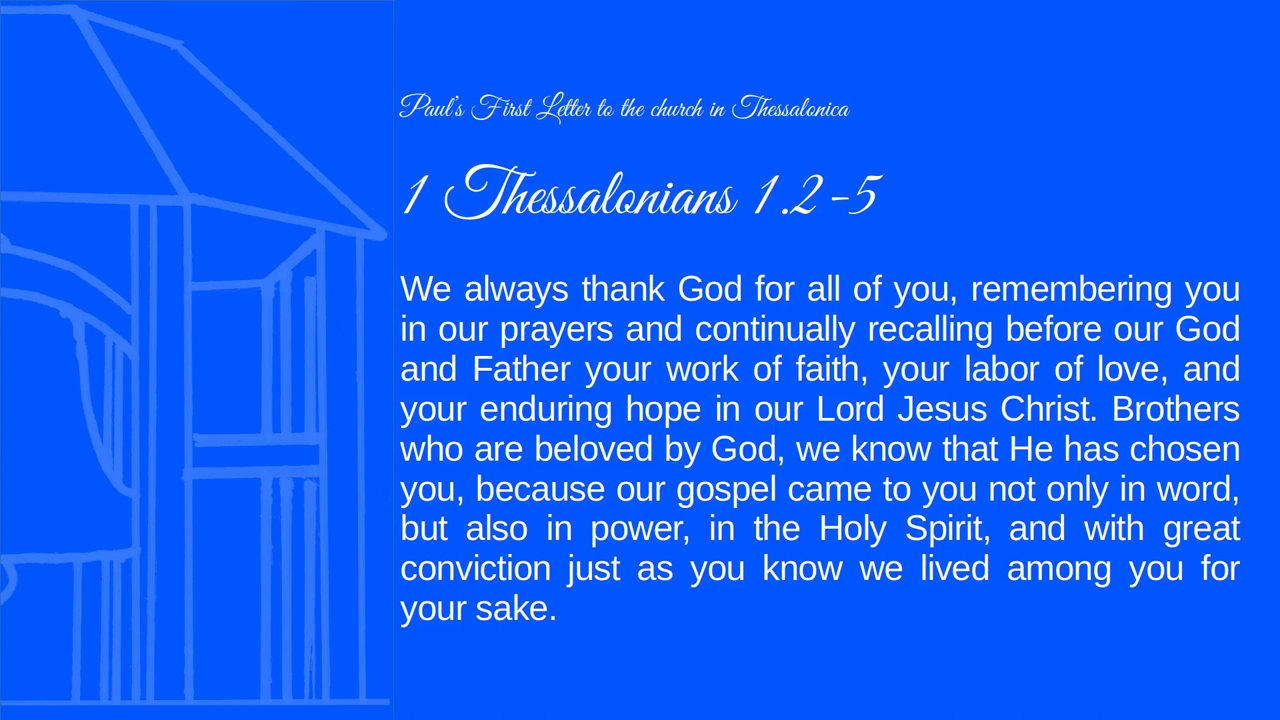 Paul's First Letter to the church in Thessalonica
1 Thessalonians 1.2-5
We always thank God for all of you, remembering you
in our prayers and continually recalling before our God
and Father your work of faith, your labor of love, and
your enduring hope in our Lord Jesus Christ. Brothers
who are beloved by God, we know that He has chosen
you, because our gospel came to you not only in word,
but also in power, in the Holy Spirit, and with great
conviction just as you know we lived among you for
your sake.